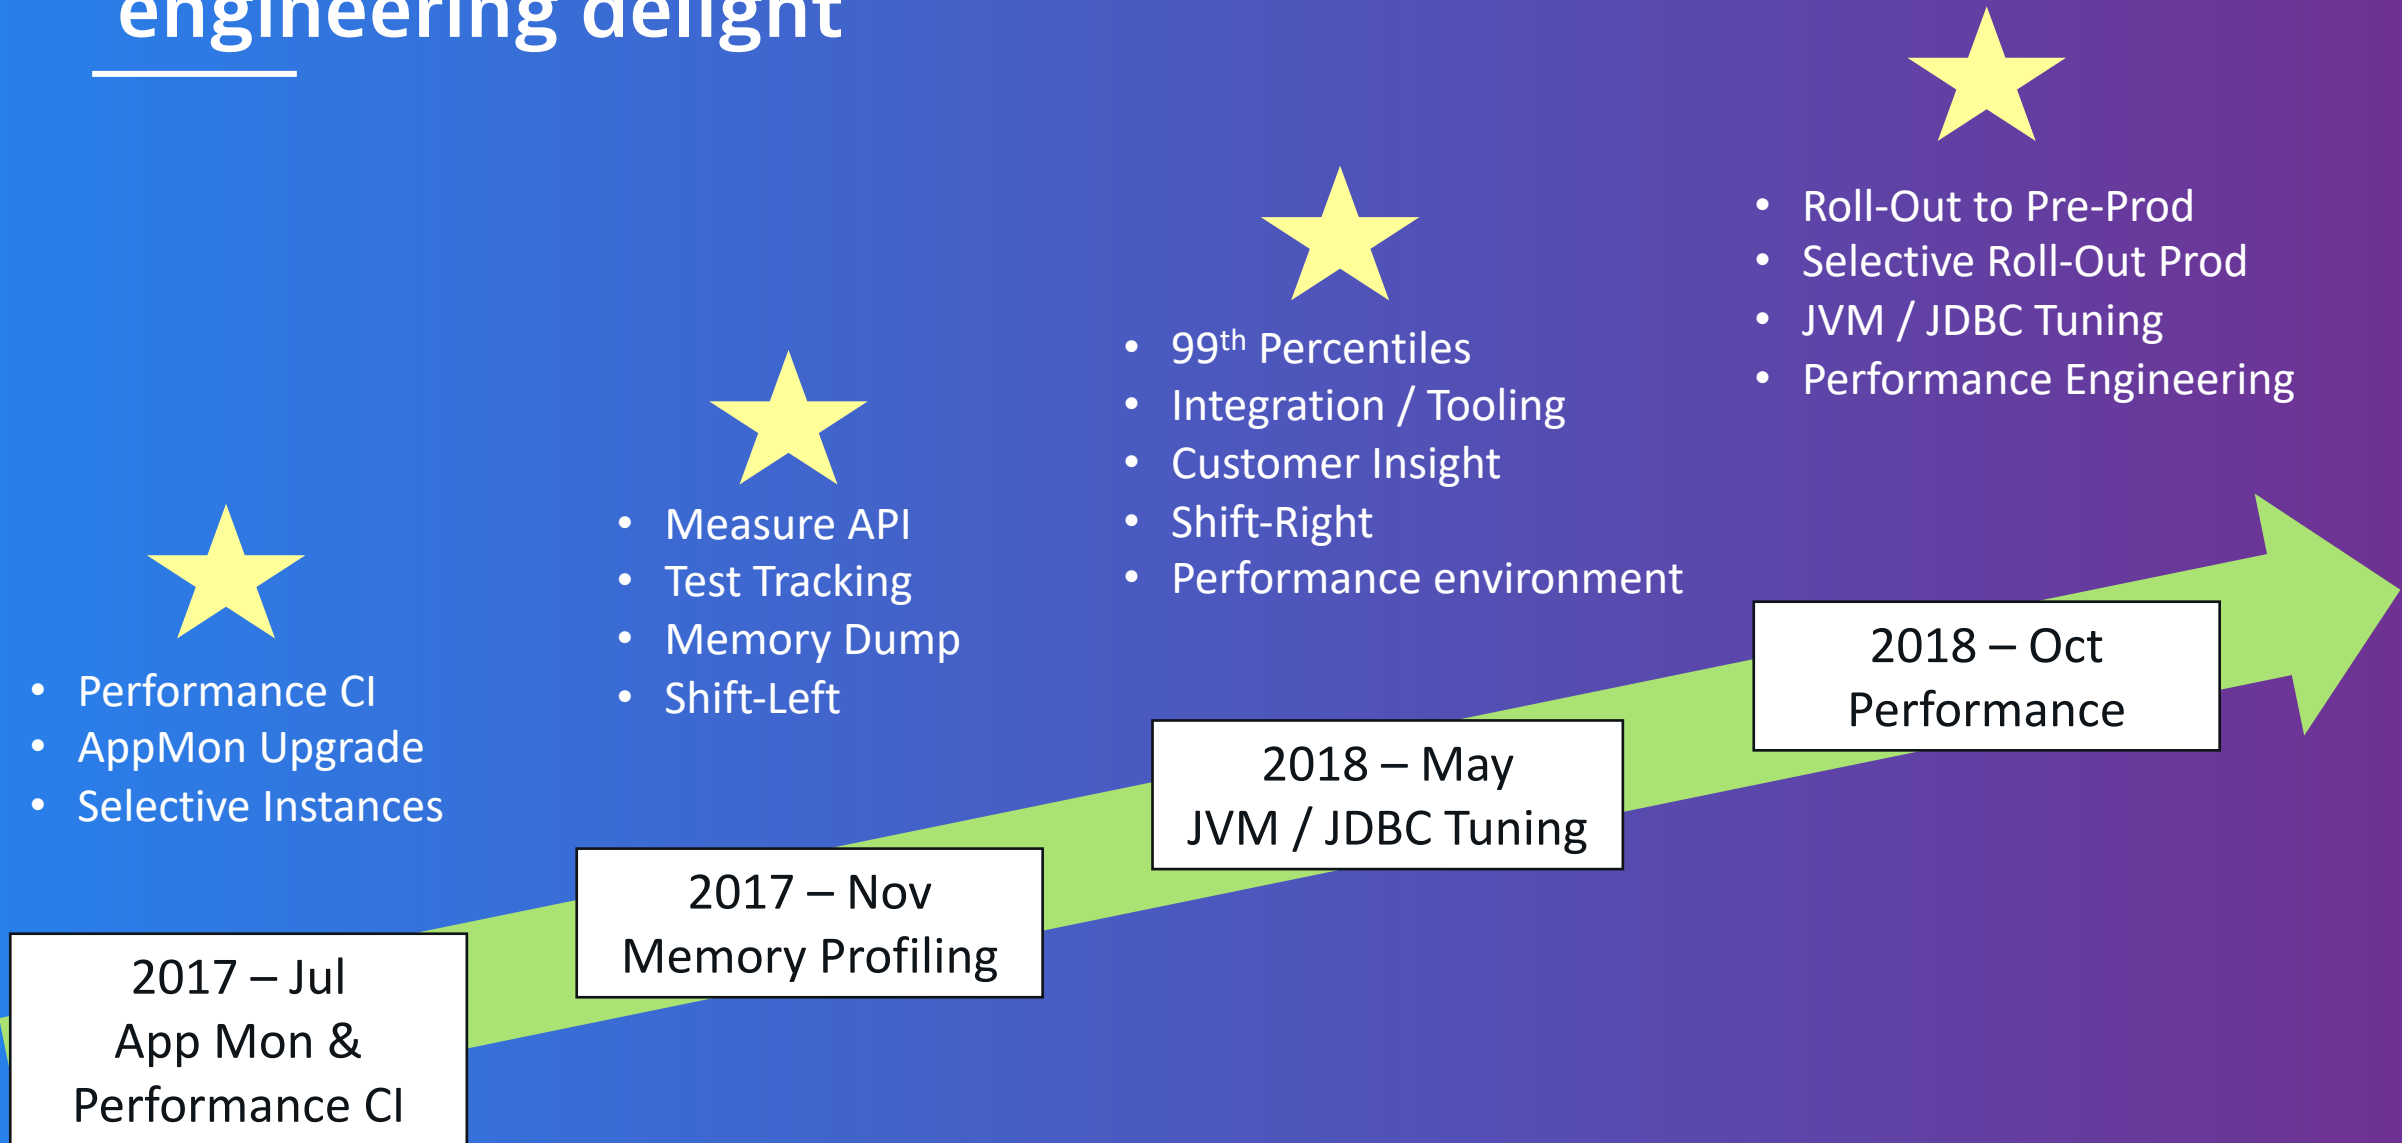 engineering delight
• Performance CI
• AppMon Upgrade
• Selective Instances
2017 – Jul
App Mon &
Performance CI
• Measure API
• Test Tracking
• Memory Dump
• Shift-Left
2017 – Nov
Memory Profiling
• 99th Percentiles
• Integration / Tooling
• Customer Insight
• Shift-Right
• Performance environment
2018 – May
JVM / JDBC Tuning
• Roll-Out to Pre-Prod
• Selective Roll-Out Prod
• JVM / JDBC Tuning
• Performance Engineering
2018 – Oct
Performance